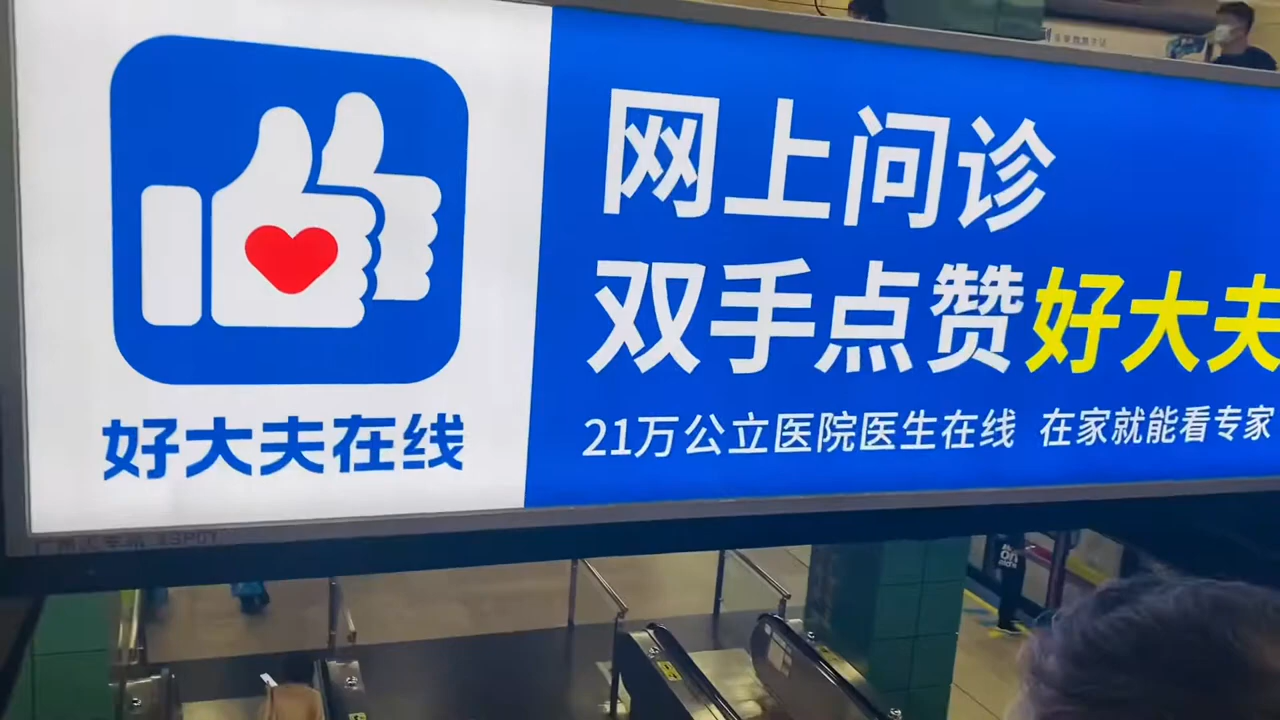 网上问诊
双手点赞好大夫
21万公立医院医生在线 在家就能看专家
好大夫在线